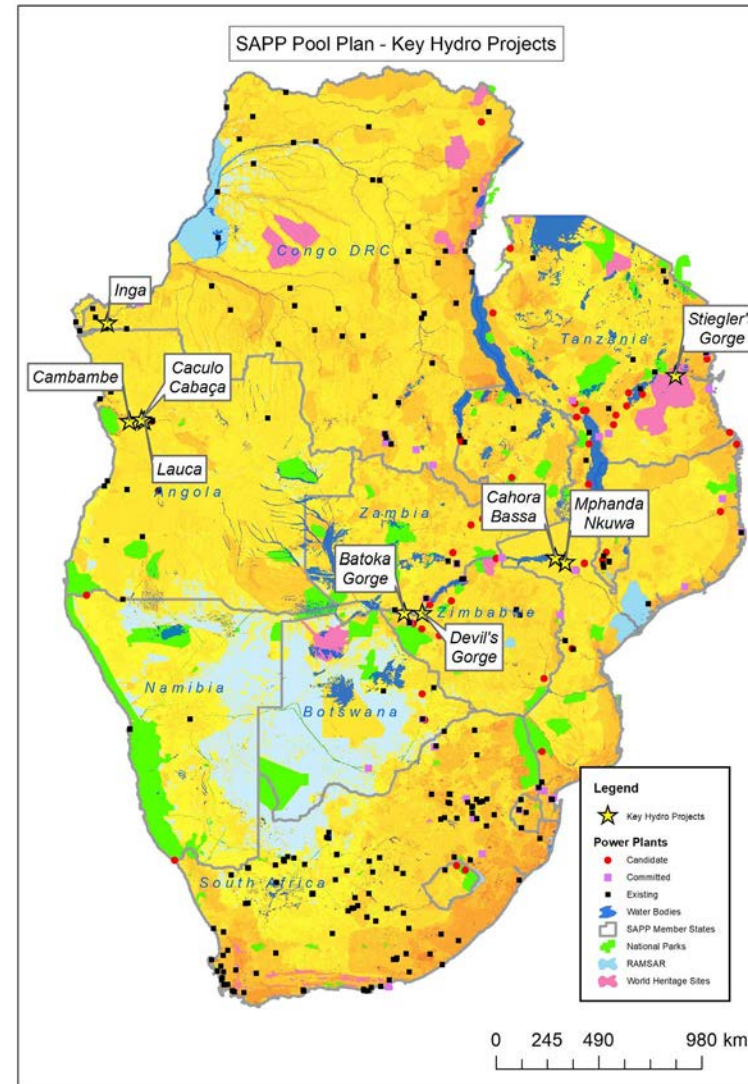 SAPP Pool Plan - Key Hydro Projects
Congo DRC
Inga
Stiegler's
Gorge
Tanzania
Cambambe
Caculo
Cabaça
Lauca
Angola
Cahora
Bassa
Mphanda
Nkuwa
Zambia
Batoka
Gorge
Zimbabwe
Devil's
Gorge
Namibia
Botswana
South Africa
Legend
Key Hydro Projects
Power Plants
Candidate
Committed
Existing
Water Bodies
SAPP Member States
National Parks
RAMSAR
World Heritage Sites
0 245 490 980 km